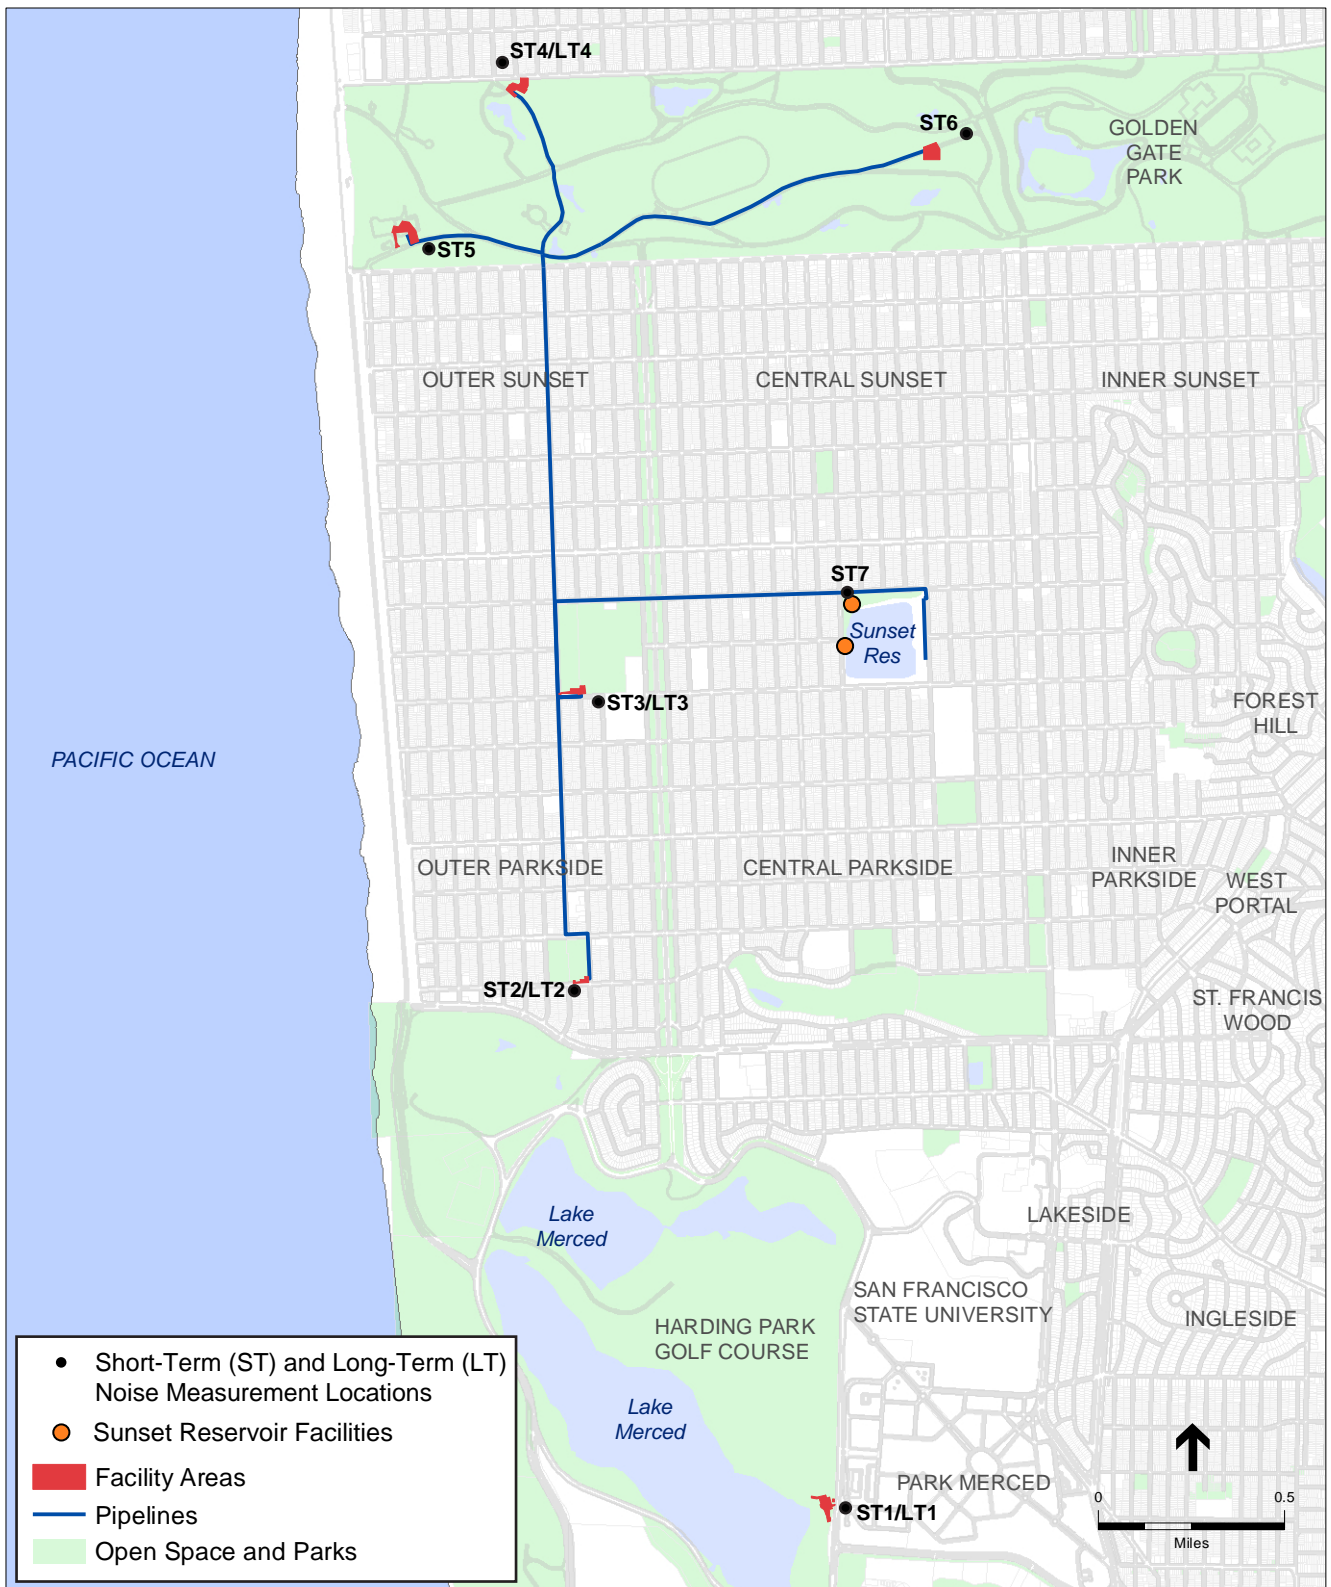 ST4/LT4
ST6
GOLDEN
GATE
PARK
ST5
OUTER SUNSET
CENTRAL SUNSET
INNER SUNSET
ST7
Sunset
Res
ST3/LT3
FOREST
HILL
PACIFIC OCEAN
OUTER PARKSIDE
CENTRAL PARKSIDE
INNER
PARKSIDE
WEST
PORTAL
ST2/LT2
ST. FRANCIS
WOOD
Lake
Merced
LAKESIDE
SAN FRANCISCO
STATE UNIVERSITY
HARDING PARK
GOLF COURSE
INGLESIDE
Lake
Merced
PARK MERCED
ST1/LT1
0 0.5
Miles
Short-Term (ST) and Long-Term (LT)
Noise Measurement Locations
Sunset Reservoir Facilities
Facility Areas
Pipelines
Open Space and Parks